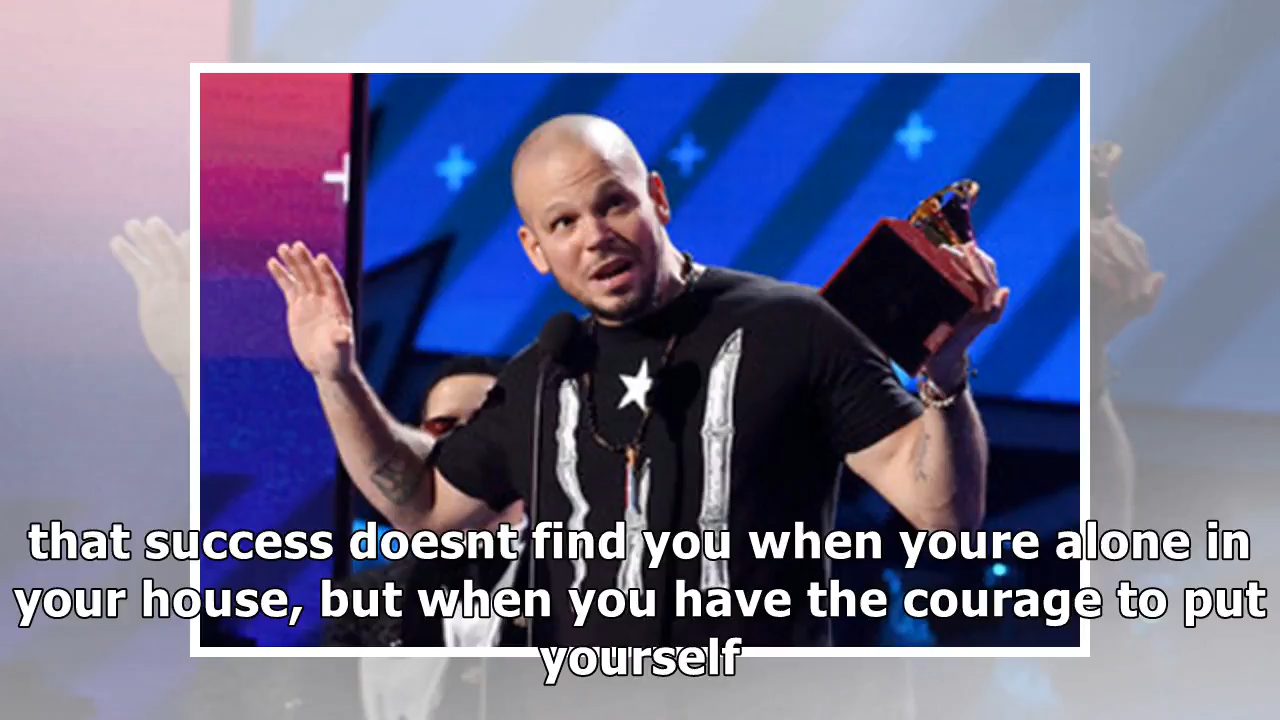 that success doesnt find you when youre alone in
your house, but when you have the courage to put
yourself